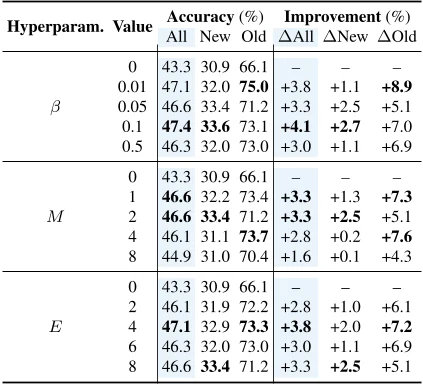 Hyperparam. Value Accuracy (%) Improvement (%)
All New Old ΔAll ΔNew ΔOld
β
0 43.3 30.9 66.1 – – –
0.01 47.1 32.0 75.0 +3.8 +1.1 +8.9
0.05 46.6 33.4 71.2 +3.3 +2.5 +5.1
0.1 47.4 33.6 73.1 +4.1 +2.7 +7.0
0.5 46.3 32.0 73.0 +3.0 +1.1 +6.9
M
0 43.3 30.9 66.1 – – –
1 46.6 32.2 73.4 +3.3 +1.3 +7.3
2 46.6 33.4 71.2 +3.3 +2.5 +5.1
4 46.1 31.1 73.7 +2.8 +0.2 +7.6
8 44.9 31.0 70.4 +1.6 +0.1 +4.3
E
0 43.3 30.9 66.1 – – –
2 46.1 31.9 72.2 +2.8 +1.0 +6.1
4 47.1 32.9 73.3 +3.8 +2.0 +7.2
6 46.3 32.0 73.0 +3.0 +1.1 +6.9
8 46.6 33.4 71.2 +3.3 +2.5 +5.1